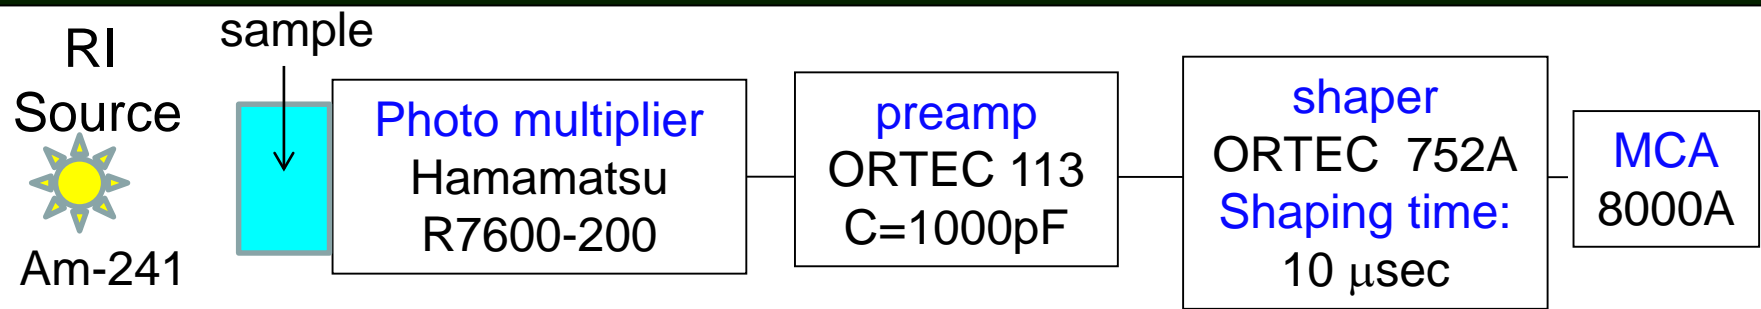 RI
Source
Am-241
sample
Photo multiplier
Hamamatsu
R7600-200
preamp
ORTEC 113
C=1000pF
shaper
ORTEC  752A
Shaping time:
10 μsec
MCA
8000A